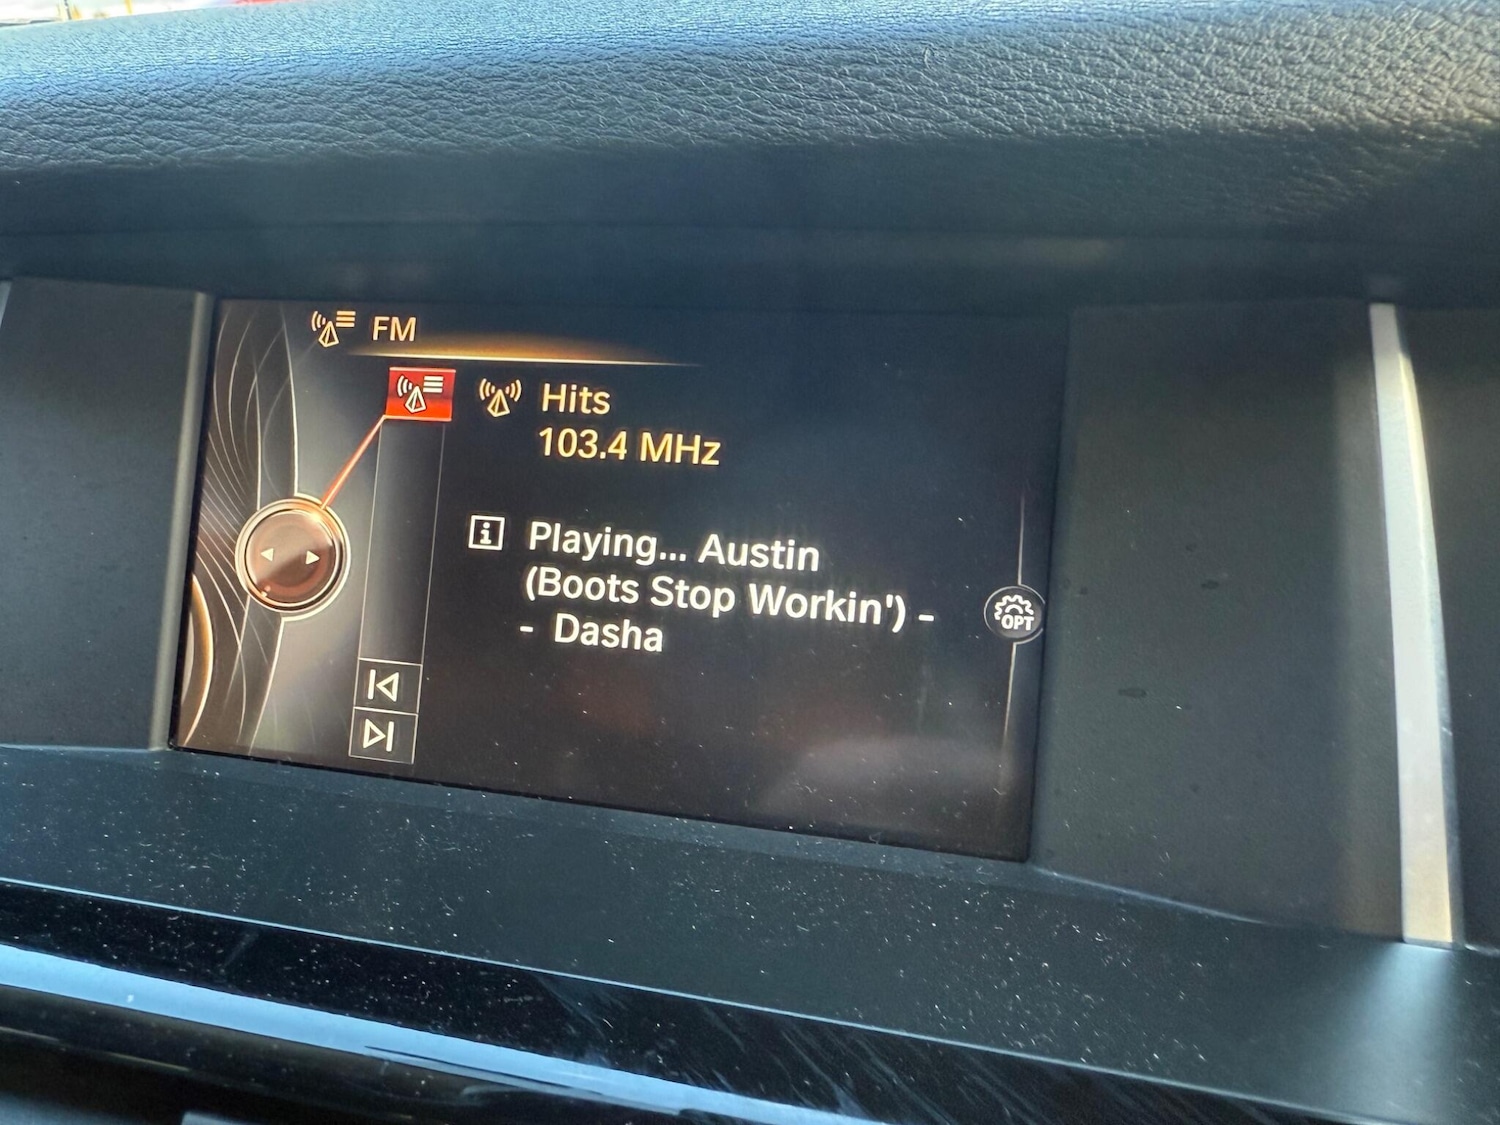 FM
Hits
103.4 MHz
Playing... Austin
(Boots Stop Workin') -
- Dasha
OPT